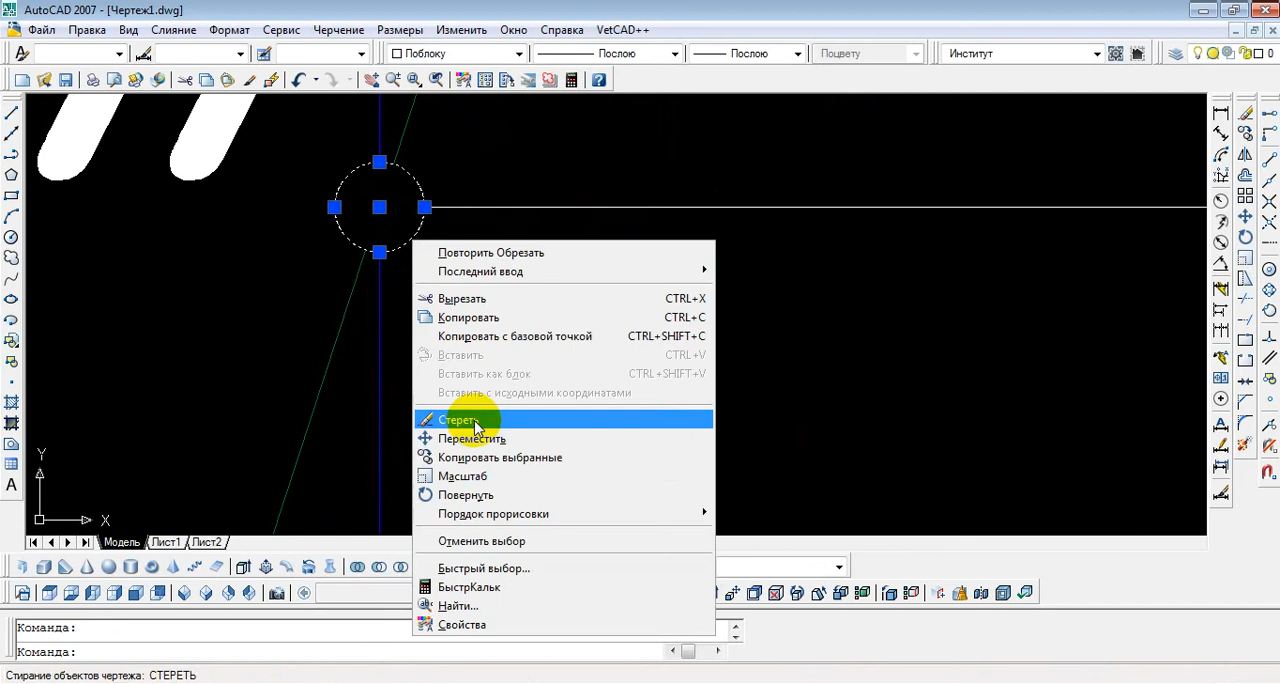 AutoCAD 2007 - [Чертеж1.dwg]
Файл Правка Вид Слияние Формат Сервис Черчение Размеры Изменить Окно Справка VetCAD++
Поблоку Послою Послою Поцвету Институт 0
Повторить Обрезать
Последний ввод
Вырезать CTRL+X
Копировать CTRL+C
Копировать с базовой точкой CTRL+SHIFT+C
Вставить CTRL+V
Вставить как блок CTRL+SHIFT+V
Вставить с исходными координатами
Стереть
Переместить
Копировать выбранные
Масштаб
Повернуть
Порядок прорисовки
Отменить выбор
Быстрый выбор...
БыстрКальк
Найти...
Свойства
Y
X
Модель Лист1 Лист2
Команда:
Команда:
Стирание объектов чертежа: СТЕРЕТЬ